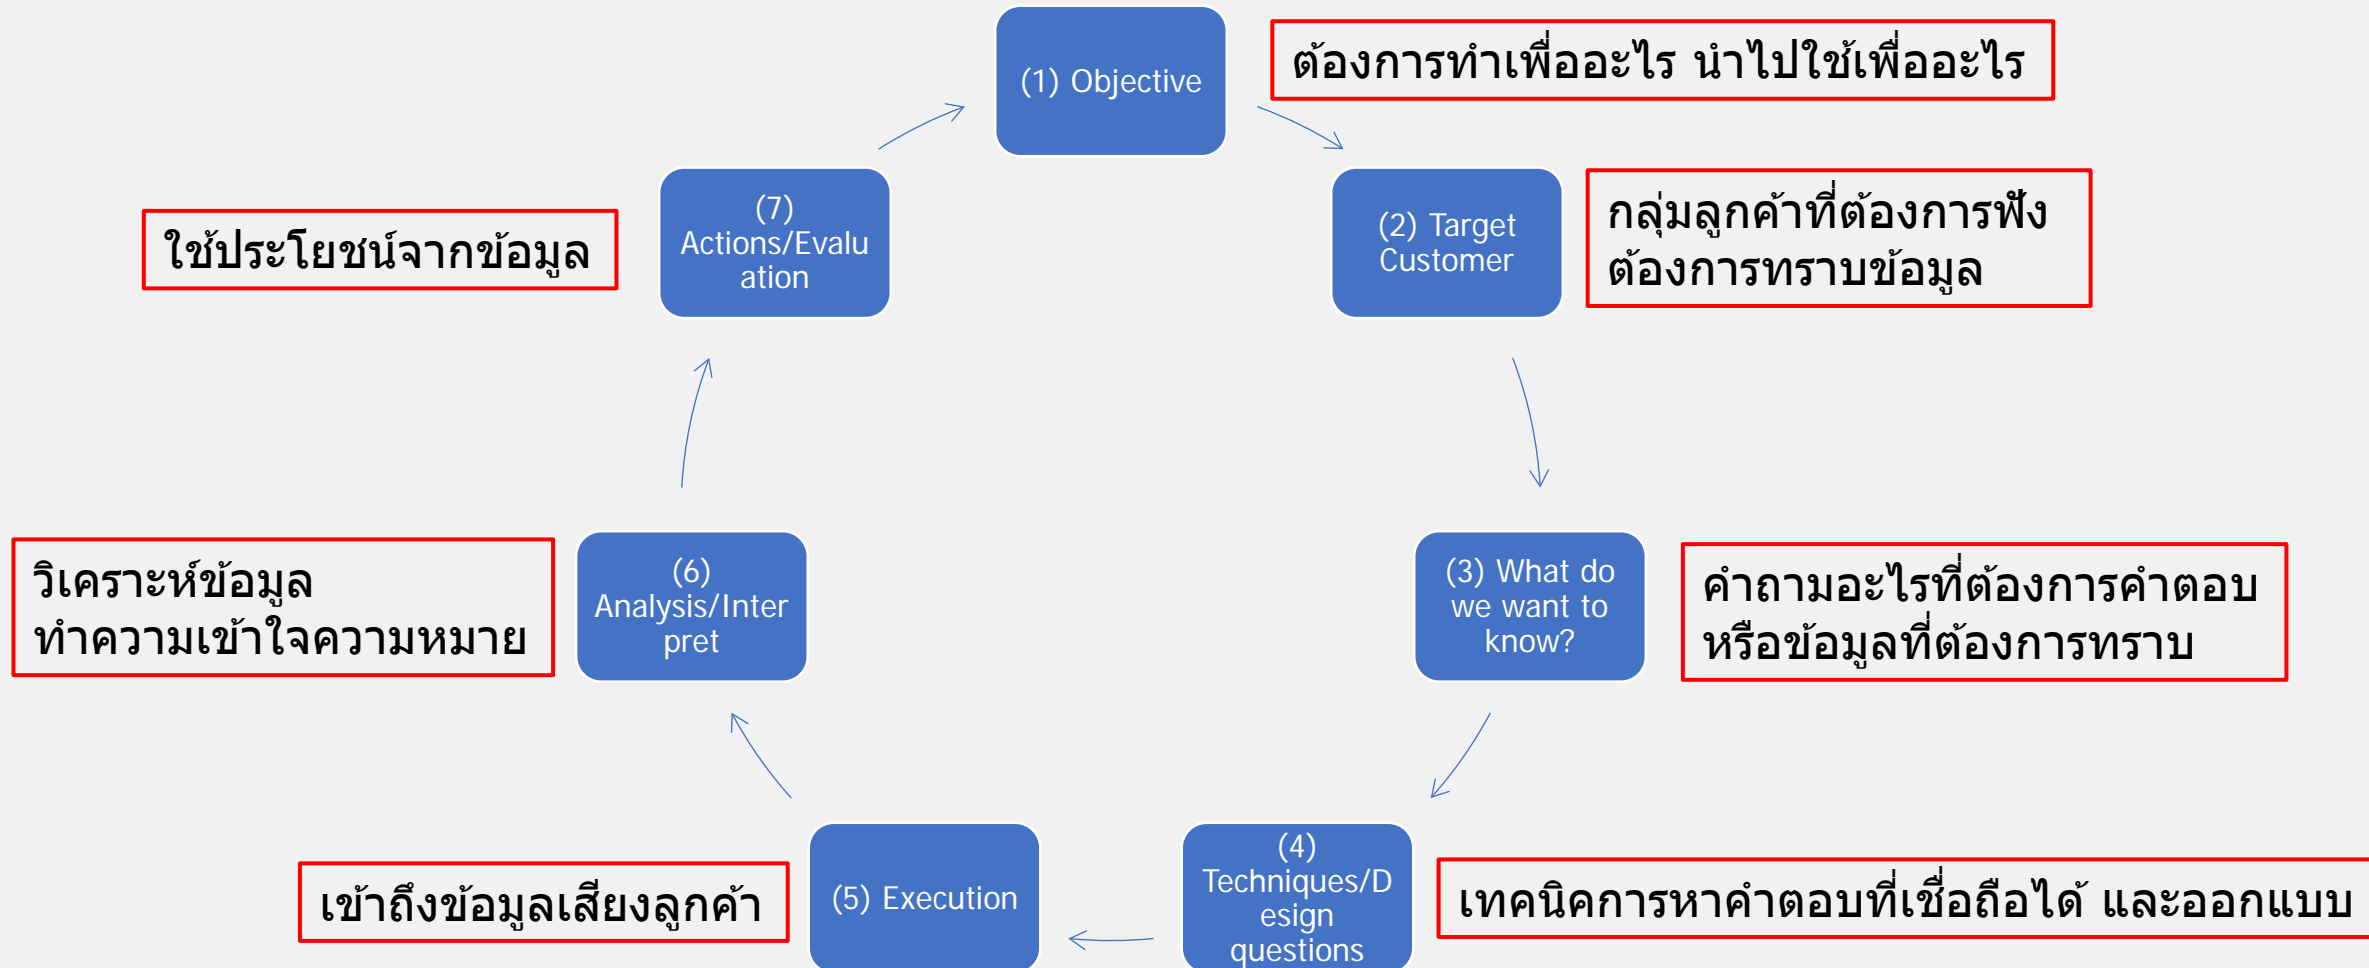 (1) Objective
ต้องการทำเพื่ออะไร นำไปใช้เพื่ออะไร
(2) Target
Customer
กลุ่มลูกค้าที่ต้องการฟัง
ต้องการทราบข้อมูล
(3) What do
we want to
know?
คำถามอะไรที่ต้องการคำตอบ
หรือข้อมูลที่ต้องการทราบ
(4)
Techniques/D
esign
questions
เทคนิคการหาคำตอบที่เชื่อถือได้ และออกแบบ
(5) Execution
เข้าถึงข้อมูลเสียงลูกค้า
(6)
Analysis/Inter
pret
วิเคราะห์ข้อมูล
ทำความเข้าใจความหมาย
(7)
Actions/Evalu
ation
ใช้ประโยชน์จากข้อมูล